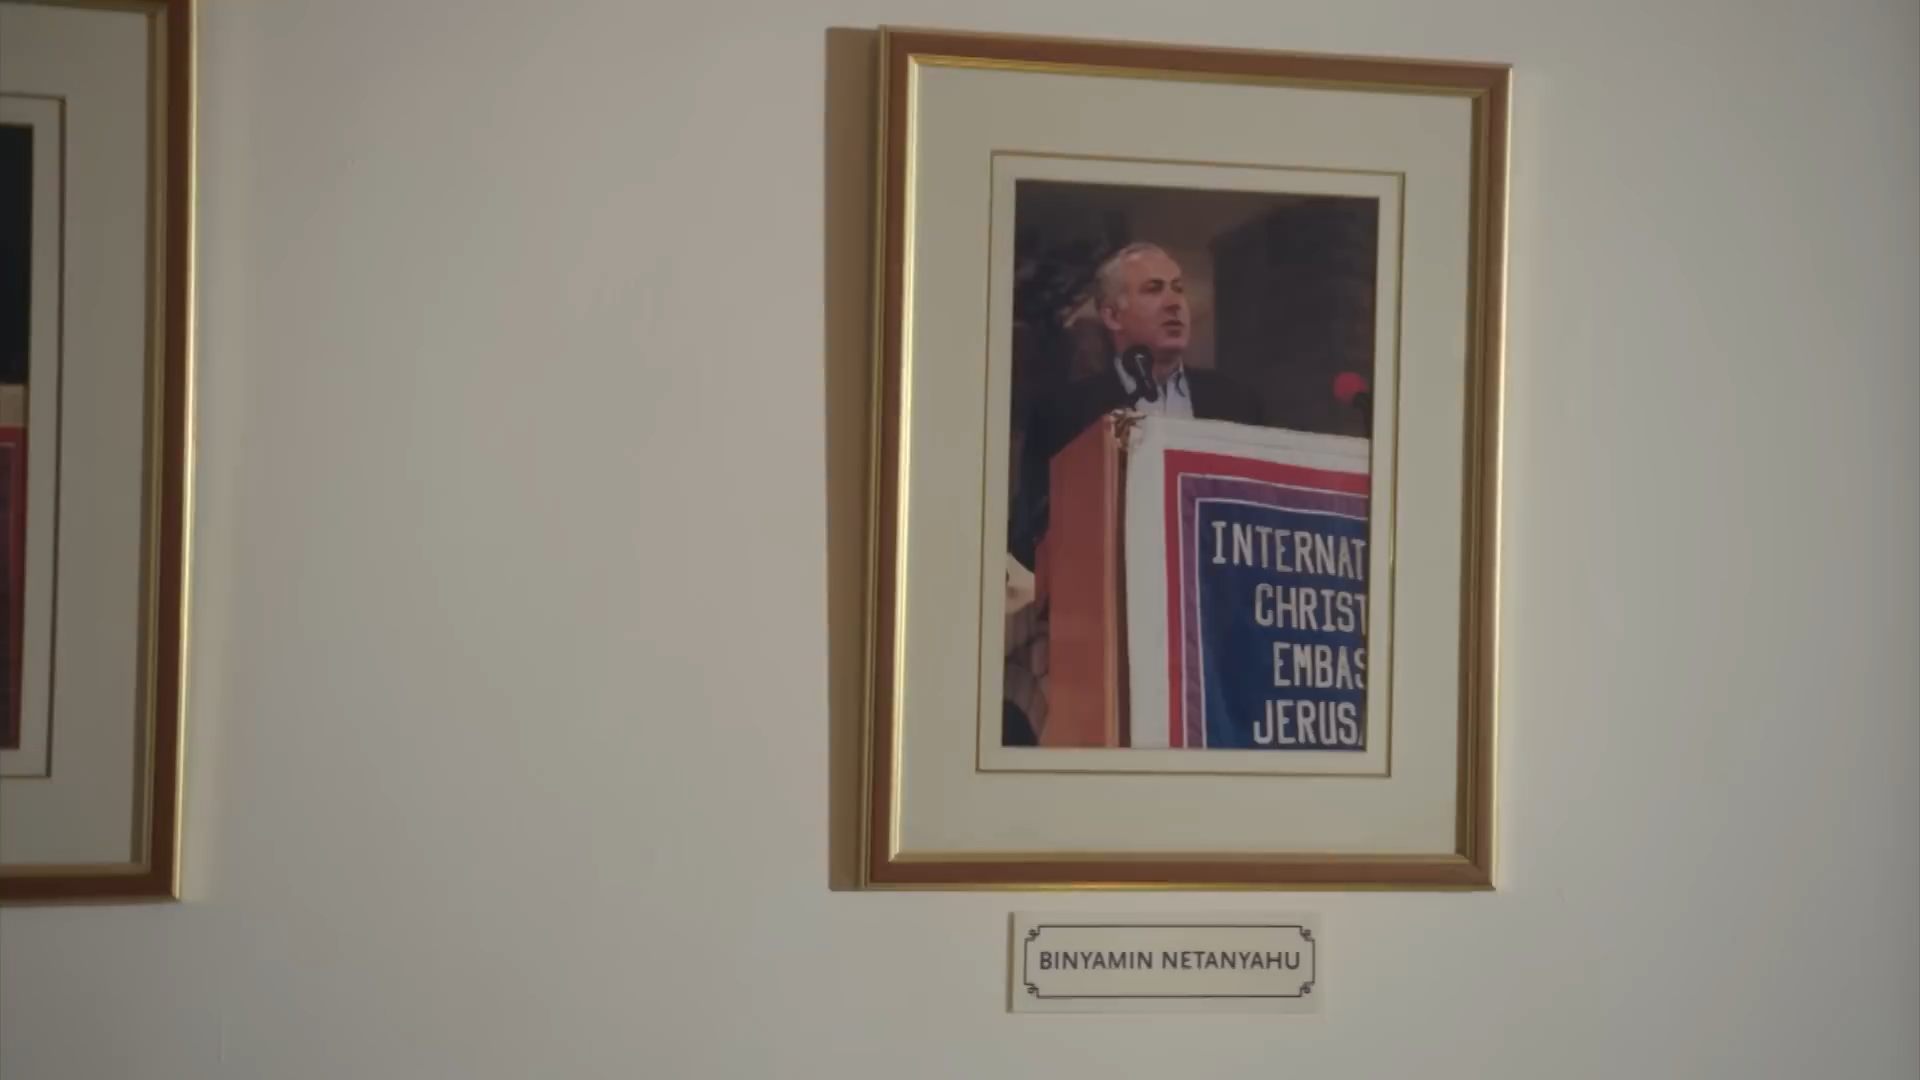 INTERNAT
CHRIST
EMBAS
JERUSA
BINYAMIN NETANYAHU